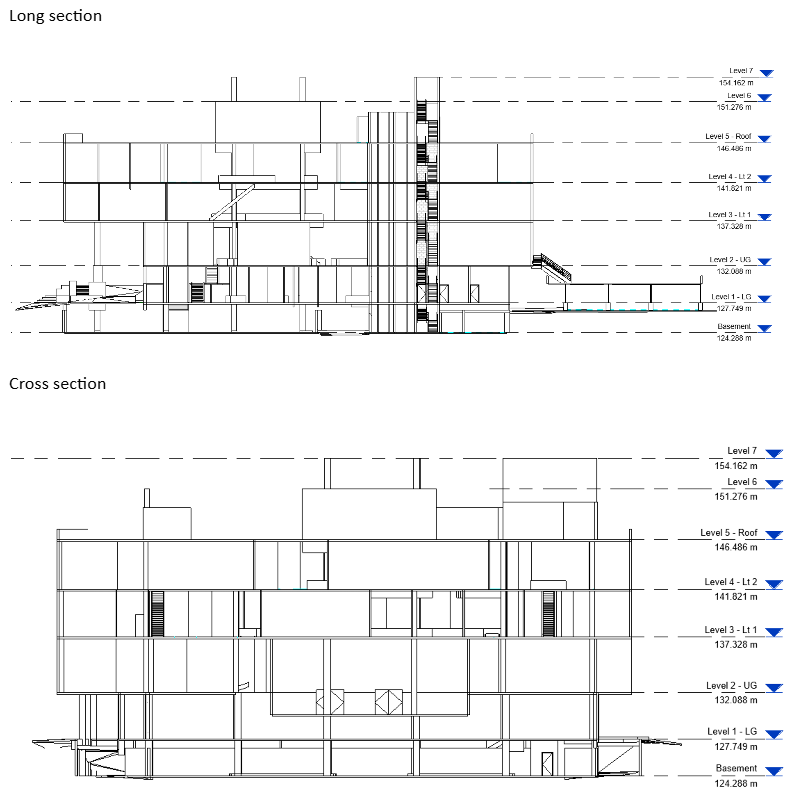 Long section
Level 7
154.162 m
Level 6
151.276 m
Level 5 - Roof
146.486 m
Level 4 - Lt 2
141.821 m
Level 3 - Lt 1
137.328 m
Level 2 - UG
132.088 m
Level 1 - LG
127.749 m
Basement
124.288 m
Cross section
Level 7
154.162 m
Level 6
151.276 m
Level 5 - Roof
146.486 m
Level 4 - Lt 2
141.821 m
Level 3 - Lt 1
137.328 m
Level 2 - UG
132.088 m
Level 1 - LG
127.749 m
Basement
124.288 m